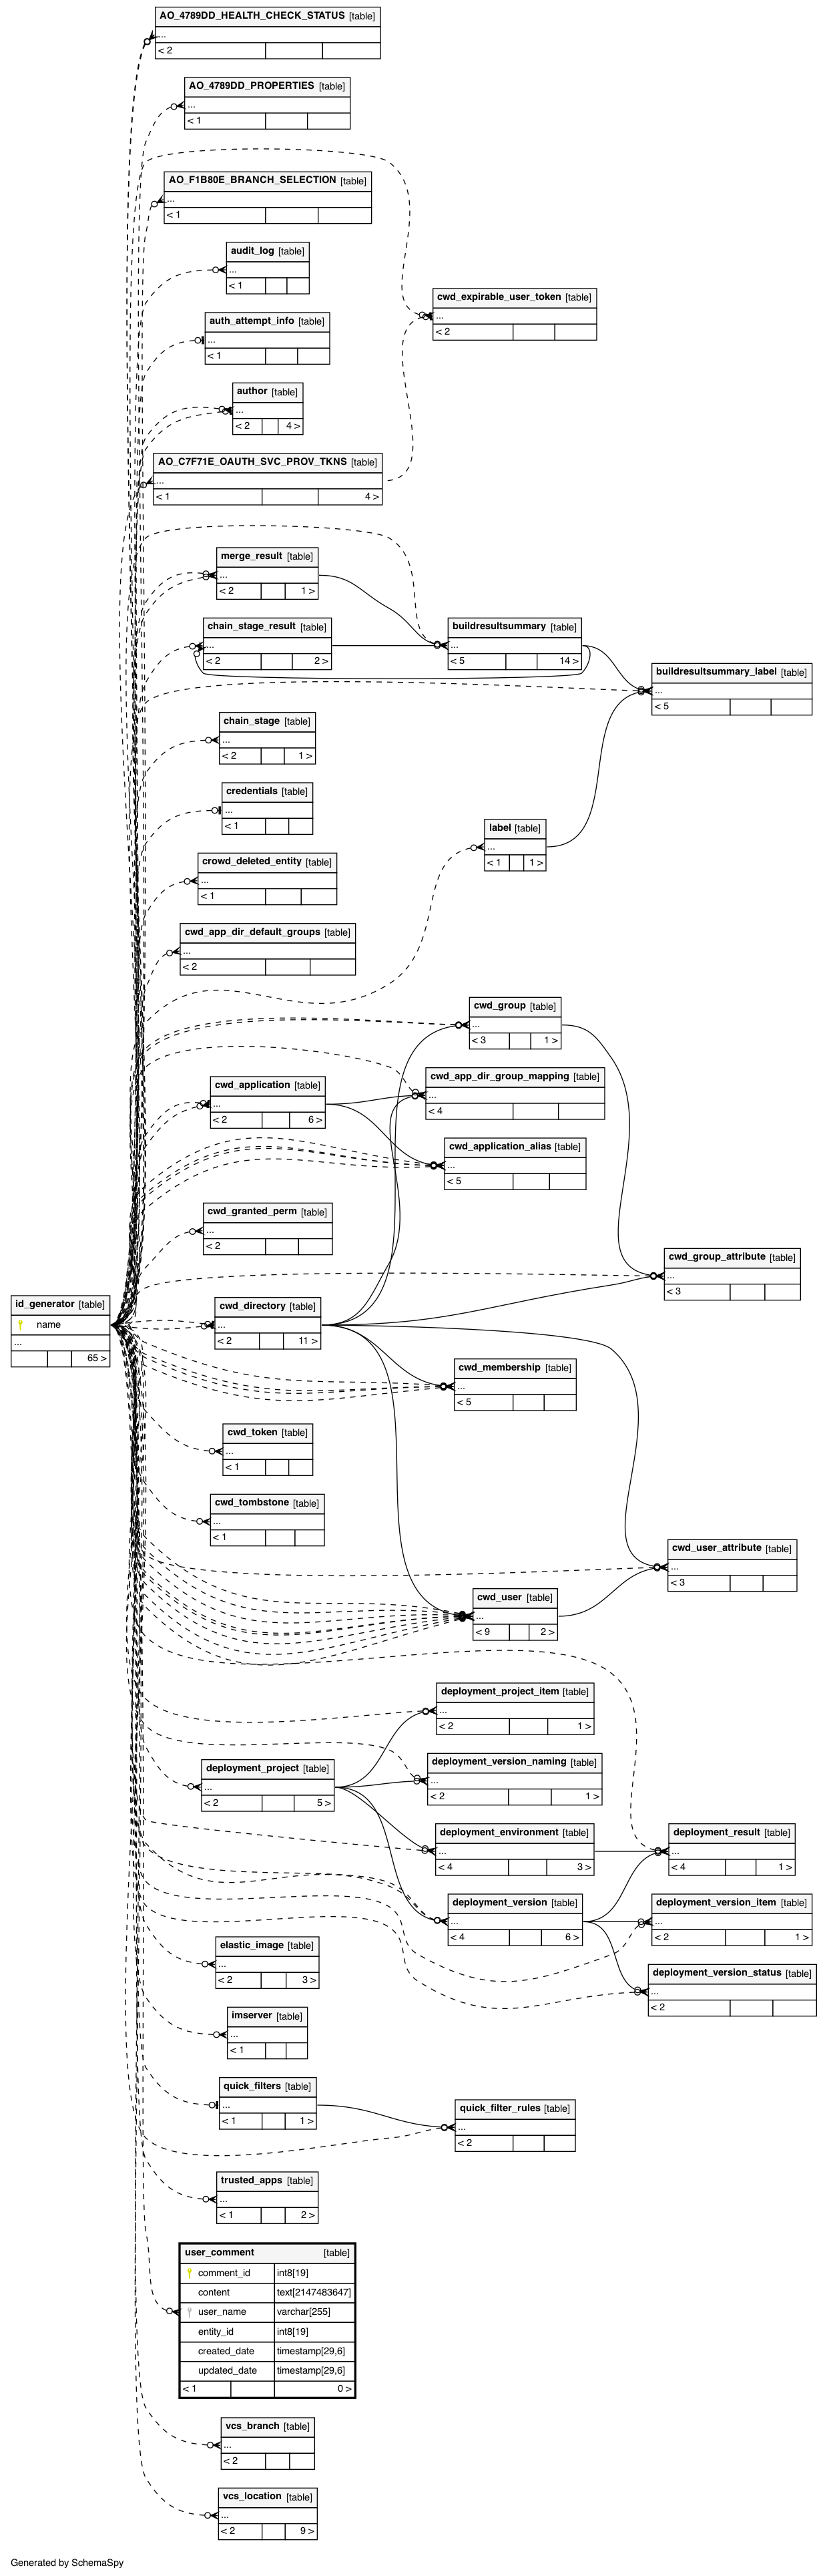 AO_4789DD_HEALTH_CHECK_STATUS [table]
...
< 2
AO_4789DD_PROPERTIES [table]
...
< 1
AO_F1B80E_BRANCH_SELECTION [table]
...
< 1
audit_log [table]
...
< 1
cwd_expirable_user_token [table]
...
< 2
auth_attempt_info [table]
...
< 1
author [table]
...
< 2 4 >
AO_C7F71E_OAUTH_SVC_PROV_TKNS [table]
...
< 1 4 >
merge_result [table]
...
< 2 1 >
chain_stage_result [table]
...
< 2 2 >
buildresultsummary [table]
...
< 5 14 >
buildresultsummary_label [table]
...
< 5
chain_stage [table]
...
< 2 1 >
credentials [table]
...
< 1
label [table]
...
< 1 1 >
crowd_deleted_entity [table]
...
< 1
cwd_app_dir_default_groups [table]
...
< 2
cwd_group [table]
...
< 3 1 >
cwd_app_dir_group_mapping [table]
...
< 4
cwd_application [table]
...
< 2 6 >
cwd_application_alias [table]
...
< 5
cwd_granted_perm [table]
...
< 2
cwd_group_attribute [table]
...
< 3
id_generator [table]
name
...
65 >
cwd_directory [table]
...
< 2 11 >
cwd_membership [table]
...
< 5
cwd_token [table]
...
< 1
cwd_tombstone [table]
...
< 1
cwd_user_attribute [table]
...
< 3
cwd_user [table]
...
< 9 2 >
deployment_project_item [table]
...
< 2 1 >
deployment_project [table]
...
< 2 5 >
deployment_version_naming [table]
...
< 2 1 >
deployment_environment [table]
...
< 4 3 >
deployment_result [table]
...
< 4 1 >
deployment_version [table]
...
< 4 6 >
deployment_version_item [table]
...
< 2 1 >
elastic_image [table]
...
< 2 3 >
deployment_version_status [table]
...
< 2
imserver [table]
...
< 1
quick_filters [table]
...
< 1 1 >
quick_filter_rules [table]
...
< 2
trusted_apps [table]
...
< 1 2 >
user_comment [table]
comment_id int8[19]
content text[2147483647]
user_name varchar[255]
entity_id int8[19]
created_date timestamp[29,6]
updated_date timestamp[29,6]
< 1 0 >
vcs_branch [table]
...
< 2
vcs_location [table]
...
< 2 9 >
Generated by SchemaSpy